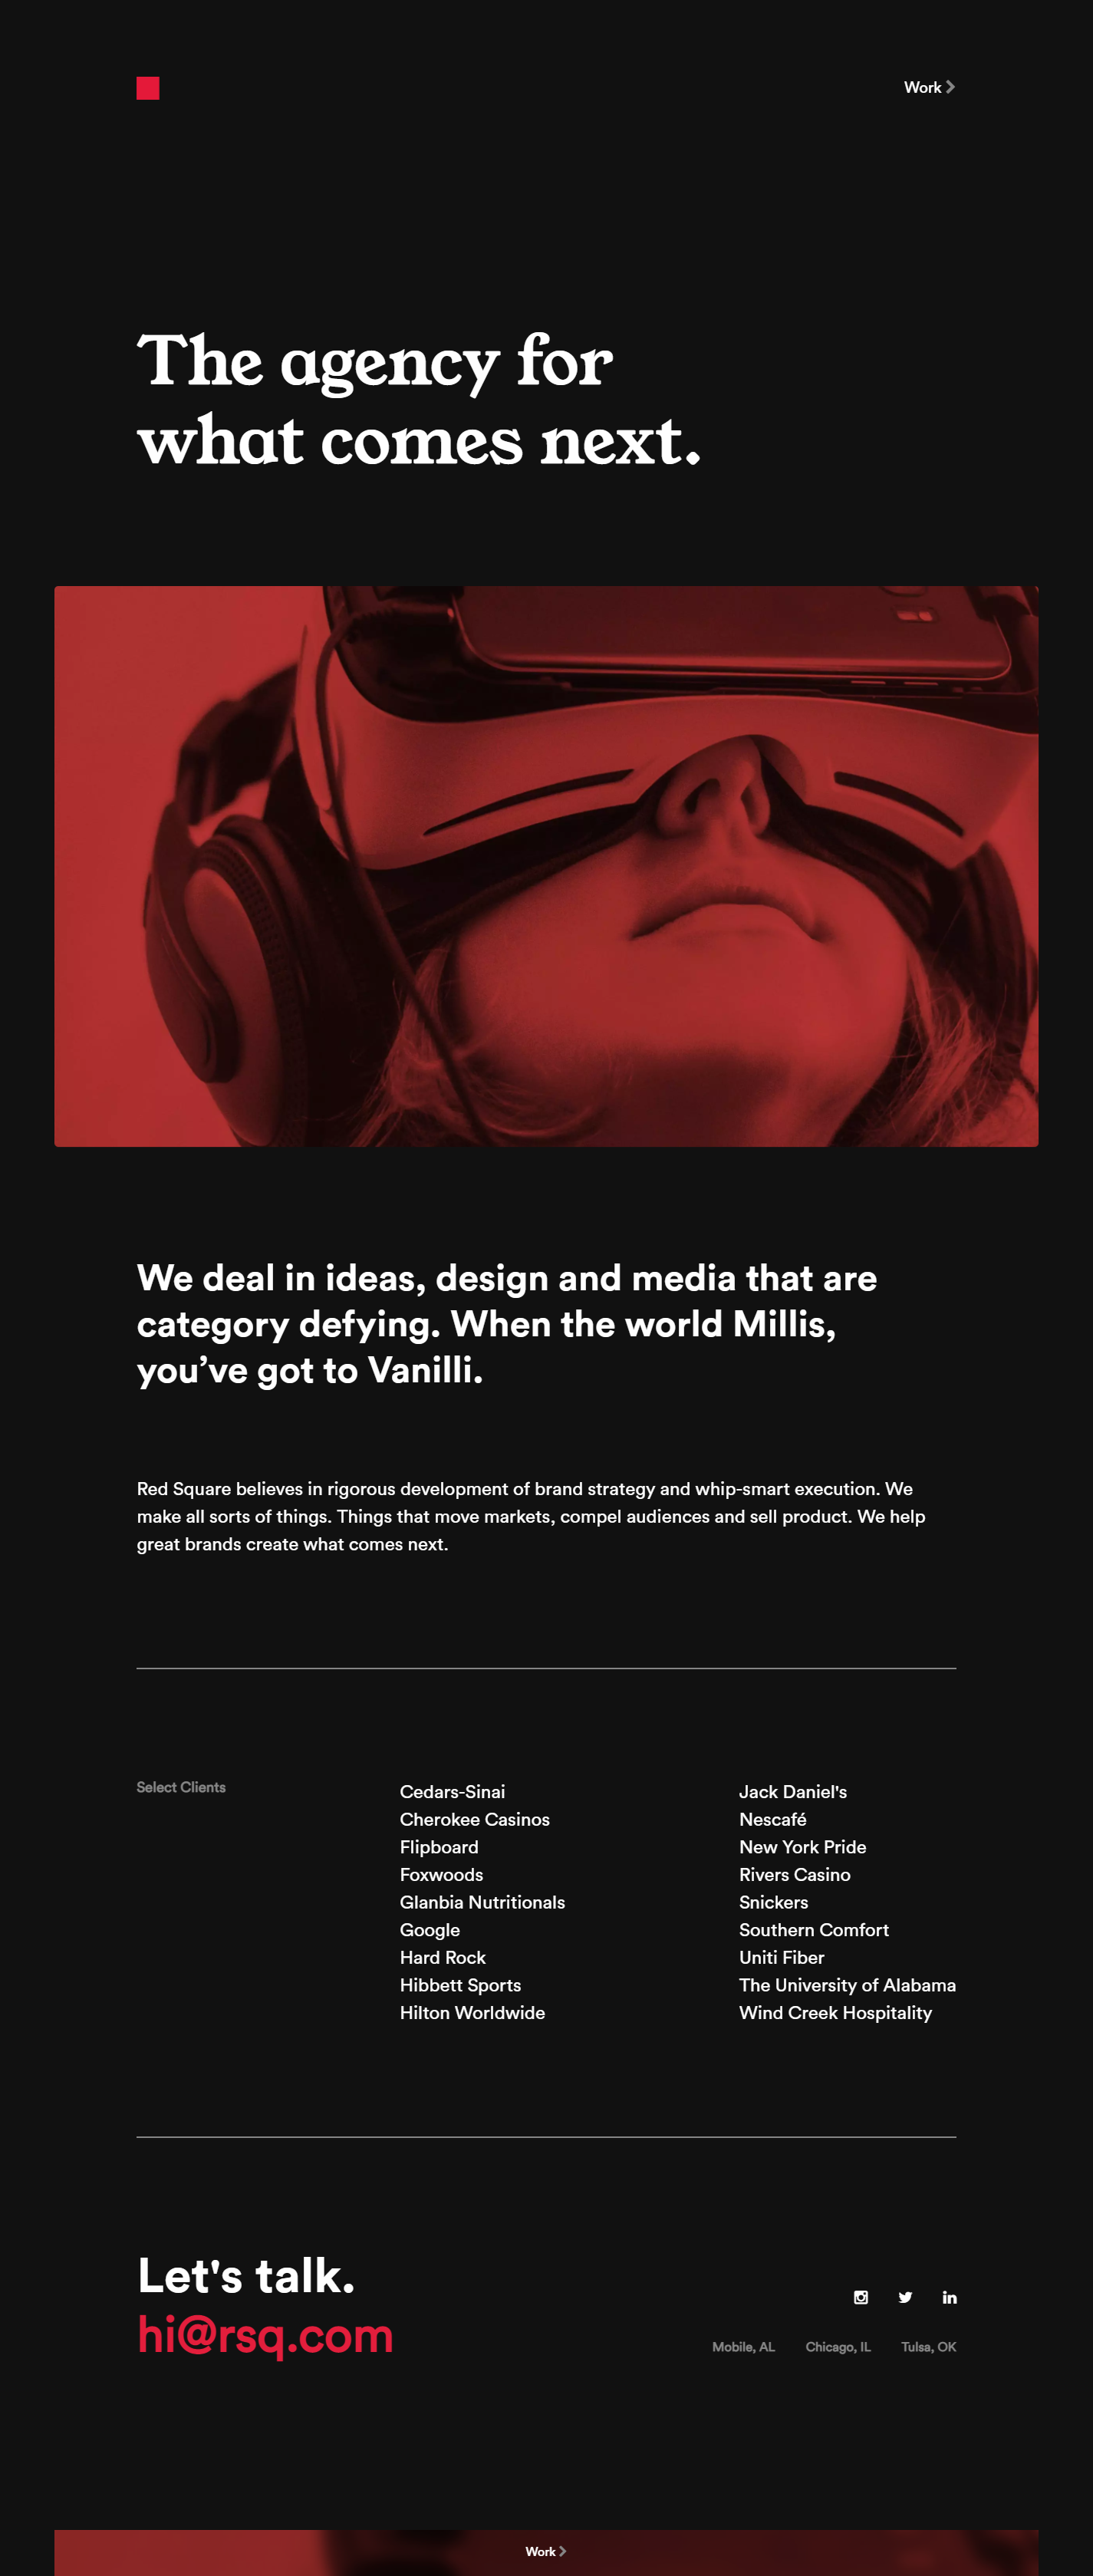 Work
The agency for
what comes next.
We deal in ideas, design and media that are
category defying. When the world Millis,
you’ve got to Vanilli.
Red Square believes in rigorous development of brand strategy and whip-smart execution. We
make all sorts of things. Things that move markets, compel audiences and sell product. We help
great brands create what comes next.
Select Clients
Cedars-Sinai
Cherokee Casinos
Flipboard
Foxwoods
Glanbia Nutritionals
Google
Hard Rock
Hibbett Sports
Hilton Worldwide
Jack Daniel's
Nescafé
New York Pride
Rivers Casino
Snickers
Southern Comfort
Uniti Fiber
The University of Alabama
Wind Creek Hospitality
Let's talk.
hi@rsq.com
Mobile, AL Chicago, IL Tulsa, OK
Work